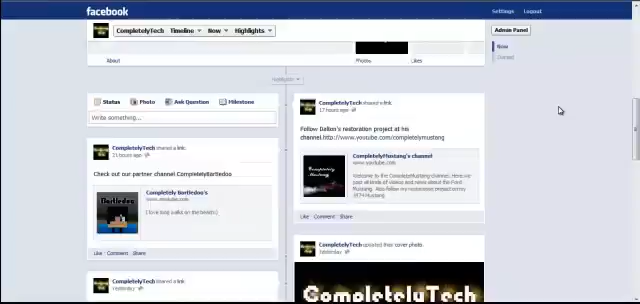 facebook
Settings Logout
CompletelyTech Timeline Now Highlights
Admin Panel
Now
About
Photos
Likes
Status Photo Ask Question Milestone
Write something...
CompletelyTech shared a link.
21 hours ago
Check out our partner channel CompletelyBartledoo
Completely Bartledoo's
www.youtube.com
I love long walks on the beach:)
Like · Comment · Share
CompletelyTech shared a link.
Yesterday
CompletelyTech shared a link.
17 hours ago
Follow Dalton's restoration project at his
channel.http://www.youtube.com/completelymustang
CompletelyMustang's channel
www.youtube.com
Welcome to the CompleteMustang channel. Here we
post all kinds of videos and news about the Ford
Mustang. Also follow my restoration project on my
1974 Mustang
Completely
Mustang
Like · Comment · Share
CompletelyTech updated their cover photo.
Yesterday
CompletelyTech